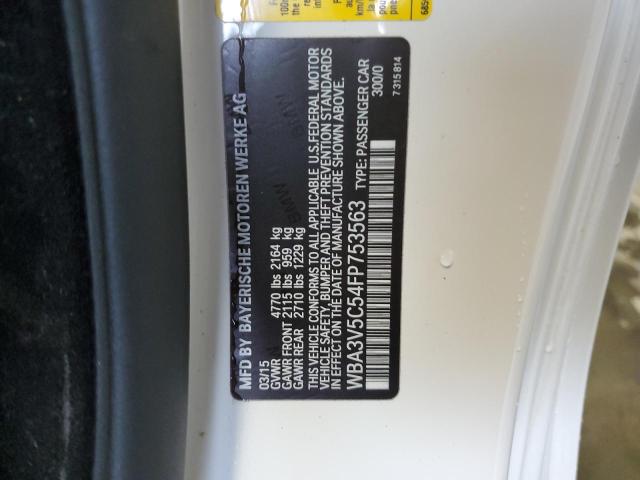 MFD BY BAYERISCHE MOTOREN WERKE AG
03/15
GVWR 4770 lbs 2164 kg
GAWR FRONT 2115 lbs 959 kg
GAWR REAR 2710 lbs 1229 kg
THIS VEHICLE CONFORMS TO ALL APPLICABLE U.S.FEDERAL MOTOR
VEHICLE SAFETY, BUMPER AND THEFT PREVENTION STANDARDS
IN EFFECT ON THE DATE OF MANUFACTURE SHOWN ABOVE.
WBA3V5C54FP753563 TYPE: PASSENGER CAR
300/0
7 315 814
BMW
BMW